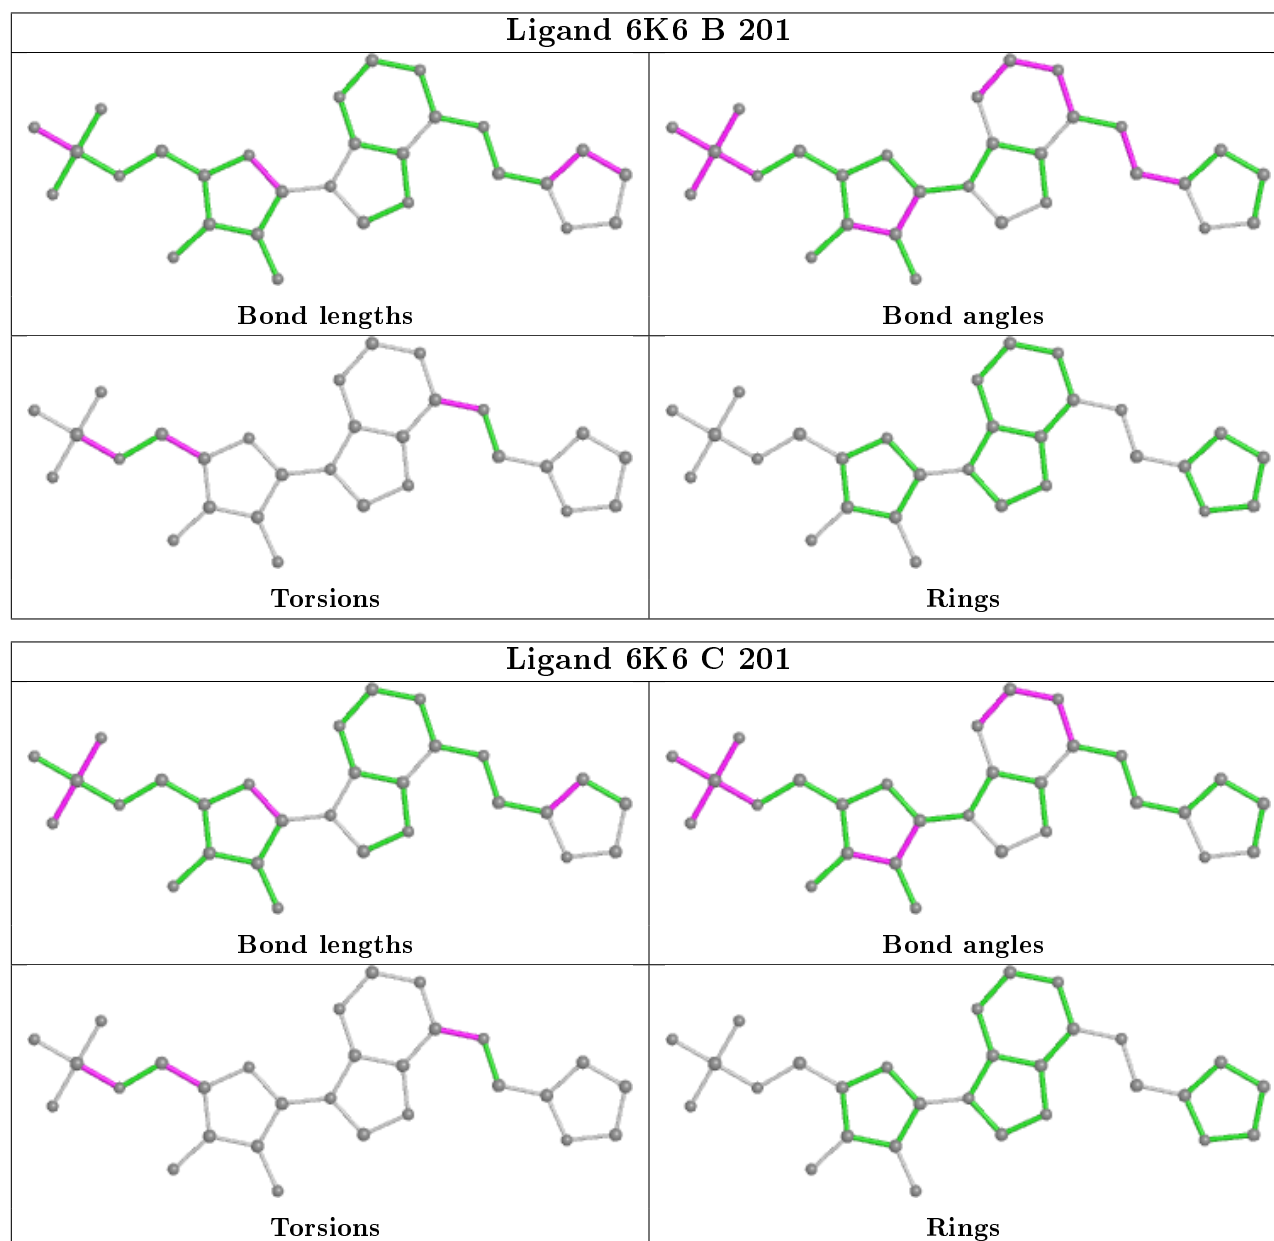 Ligand 6K6 B 201
Bond lengths
Bond angles
Torsions
Rings
Ligand 6K6 C 201
Bond lengths
Bond angles
Torsions
Rings